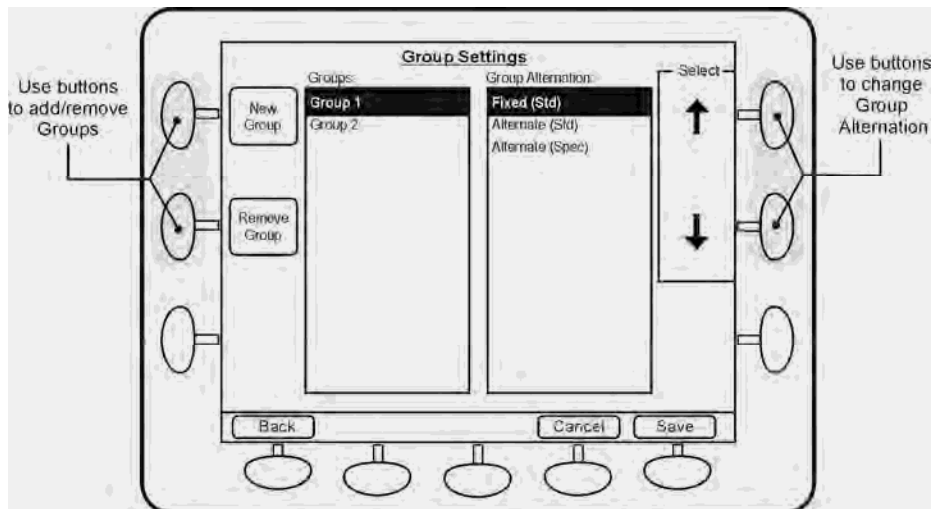 Group Settings
Use buttons
to add/remove
Groups
New
Group
Remove
Group
Groups:
Group 1
Group 2
Group Alternation:
Fixed (Std)
Alternate (Std)
Alternate (Spec)
Select
Use buttons
to change
Group
Alternation
Back
Cancel
Save